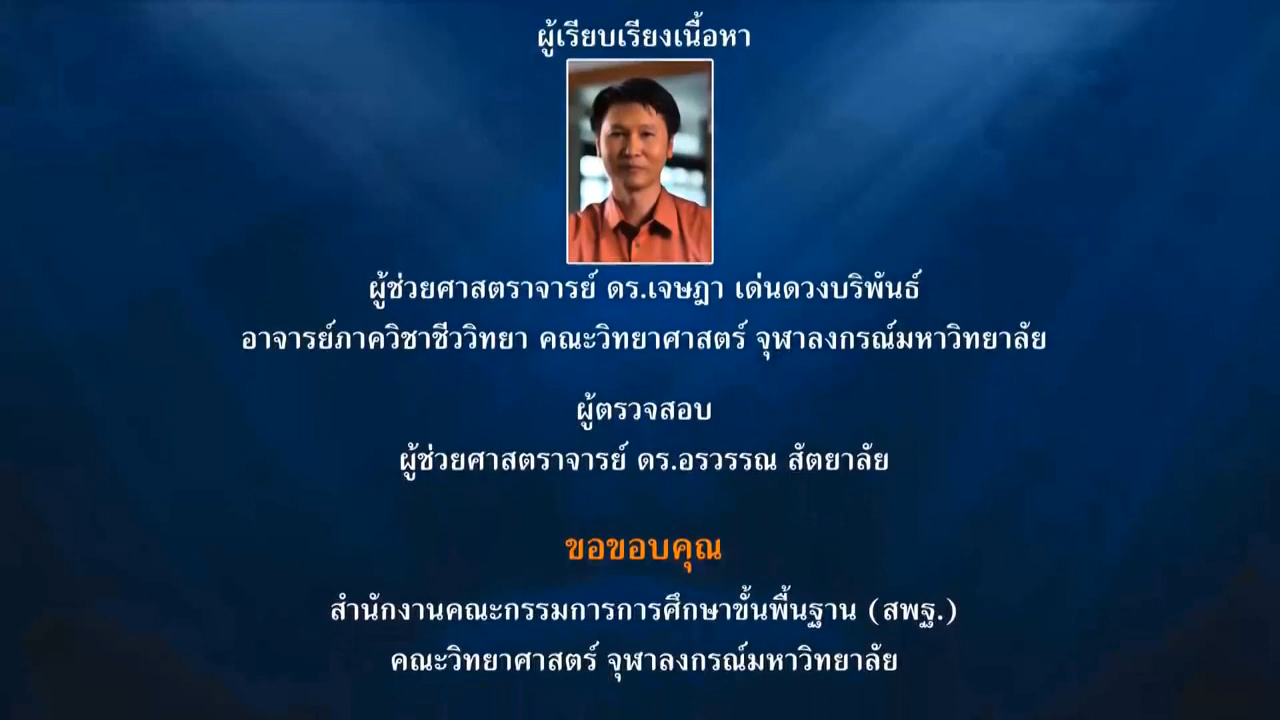 ผู้เรียบเรียงเนื้อหา
ผู้ช่วยศาสตราจารย์ ดร.เจษฎา เด่นดวงบริพันธ์
อาจารย์ภาควิชาชีววิทยา คณะวิทยาศาสตร์ จุฬาลงกรณ์มหาวิทยาลัย
ผู้ตรวจสอบ
ผู้ช่วยศาสตราจารย์ ดร.อรวรรณ สัตยาลัย
ขอขอบคุณ
สำนักงานคณะกรรมการการศึกษาขั้นพื้นฐาน (สพฐ.)
คณะวิทยาศาสตร์ จุฬาลงกรณ์มหาวิทยาลัย